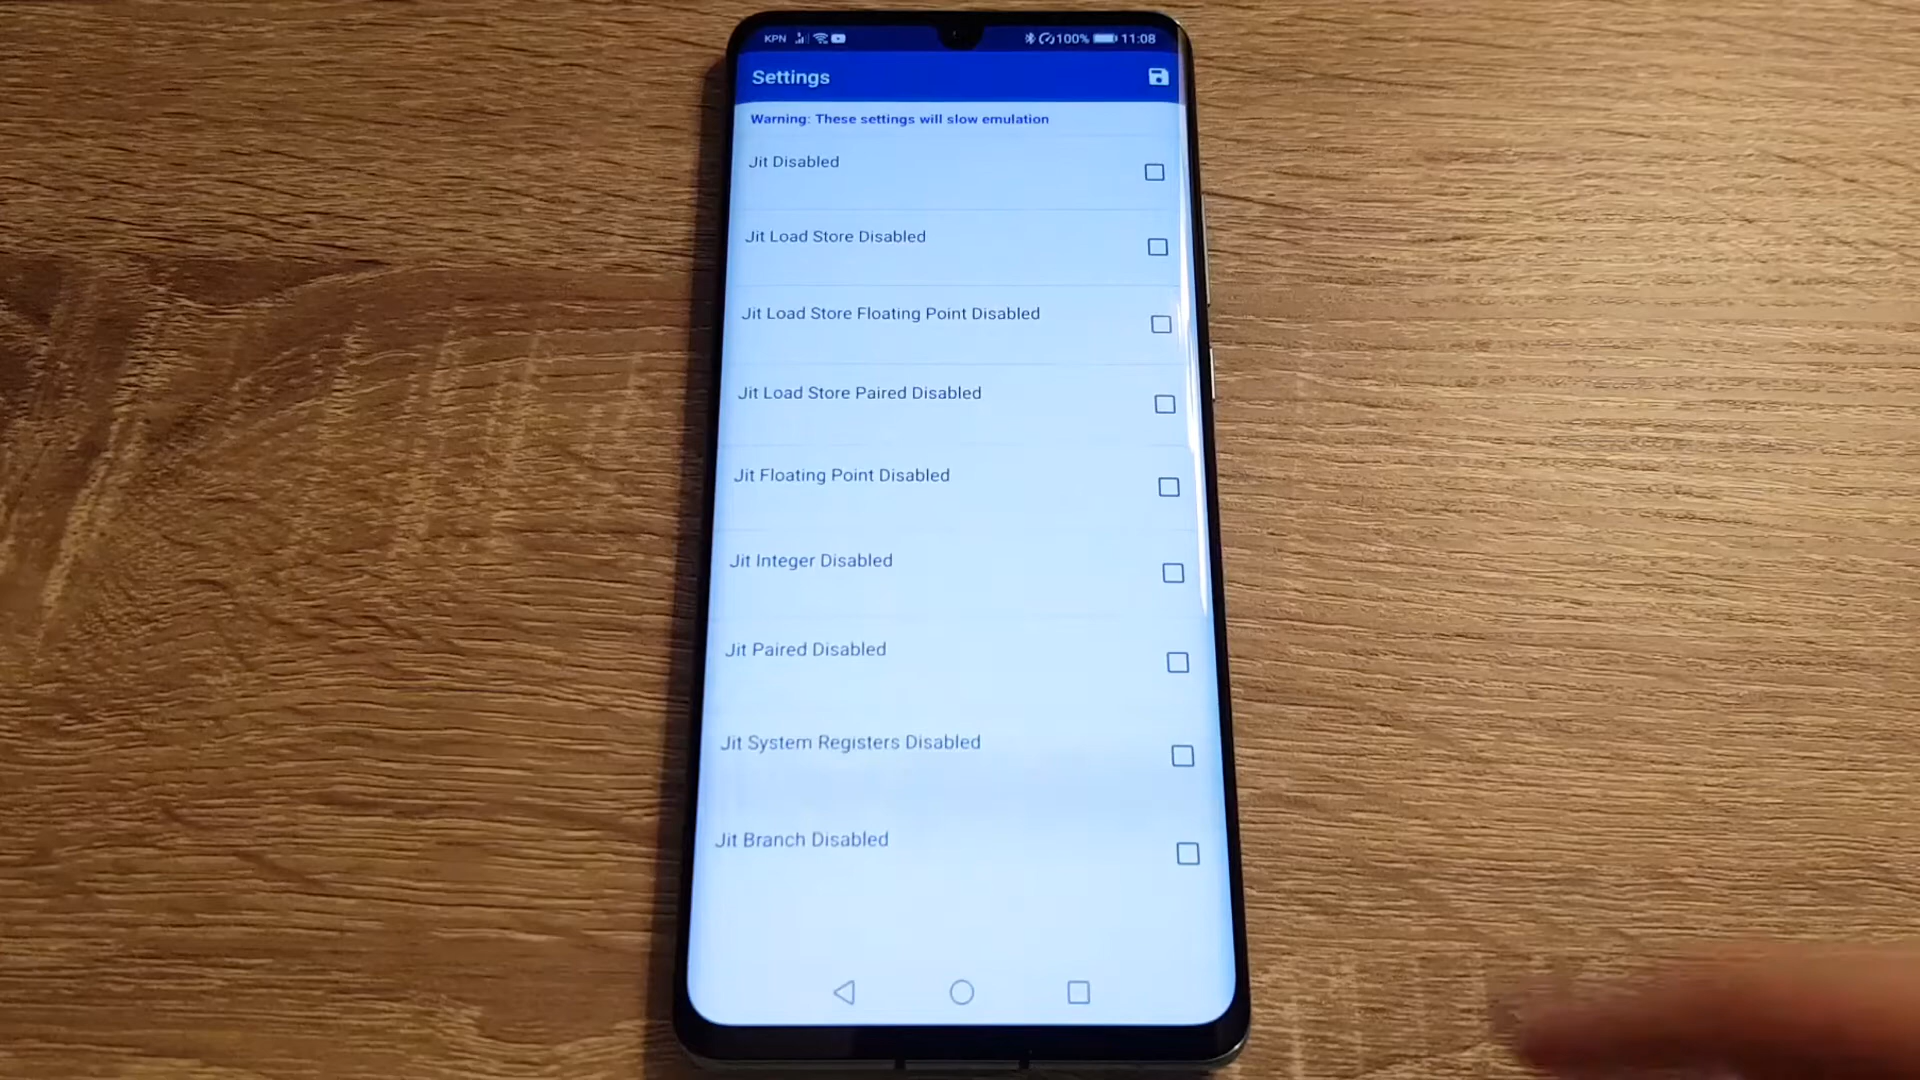 KPN 100% 11:08
Settings
Warning: These settings will slow emulation
Jit Disabled
Jit Load Store Disabled
Jit Load Store Floating Point Disabled
Jit Load Store Paired Disabled
Jit Floating Point Disabled
Jit Integer Disabled
Jit Paired Disabled
Jit System Registers Disabled
Jit Branch Disabled